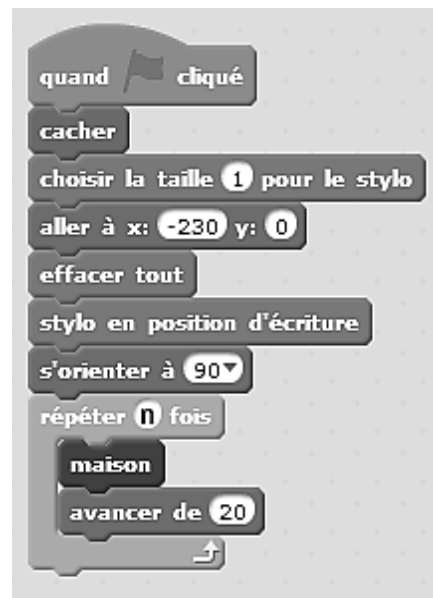 quand cliqué
cacher
choisir la taille 1 pour le stylo
aller à x: -230 y: 0
effacer tout
stylo en position d'écriture
s'orienter à 90
répéter n fois
maison
avancer de 20